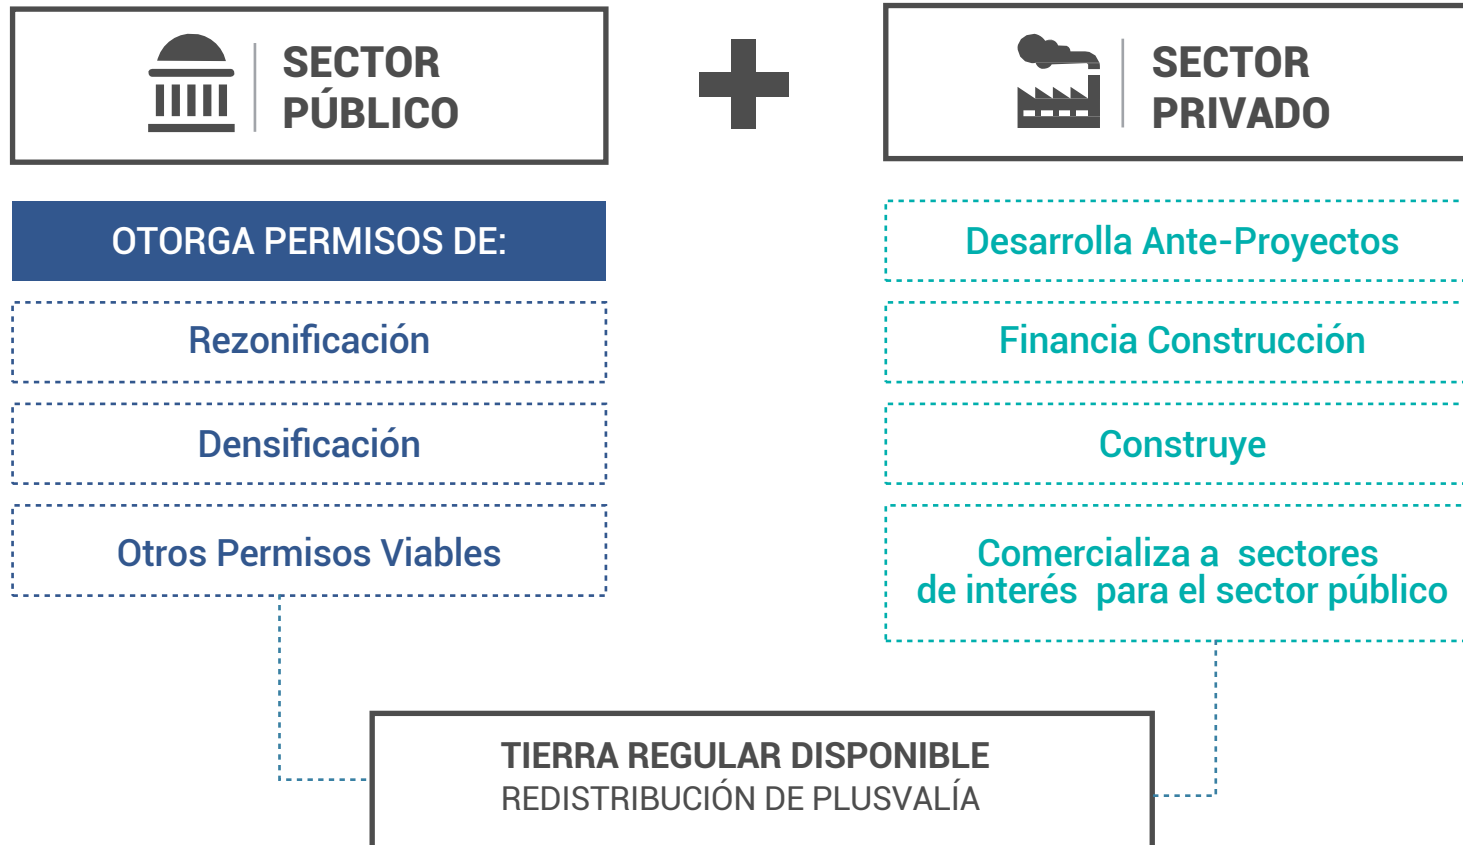 SECTOR
PÚBLICO
SECTOR
PRIVADO
OTORGA PERMISOS DE:
Rezonificación
Densificación
Otros Permisos Viables
Desarrolla Ante-Proyectos
Financia Construcción
Construye
Comercializa a sectores
de interés para el sector público
TIERRA REGULAR DISPONIBLE
REDISTRIBUCIÓN DE PLUSVALÍA